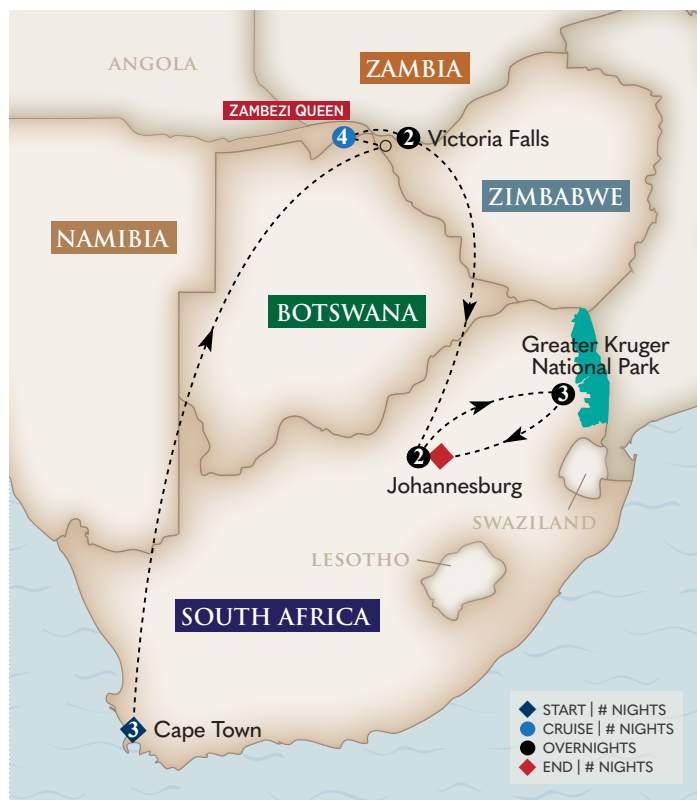 ANGOLA
ZAMBIA
ZAMBEZI QUEEN
4
2
Victoria Falls
ZIMBABWE
NAMIBIA
BOTSWANA
Greater Kruger
National Park
3
2
Johannesburg
SWAZILAND
LESOTHO
SOUTH AFRICA
3
Cape Town
START | # NIGHTS
CRUISE | # NIGHTS
OVERNIGHTS
END | # NIGHTS